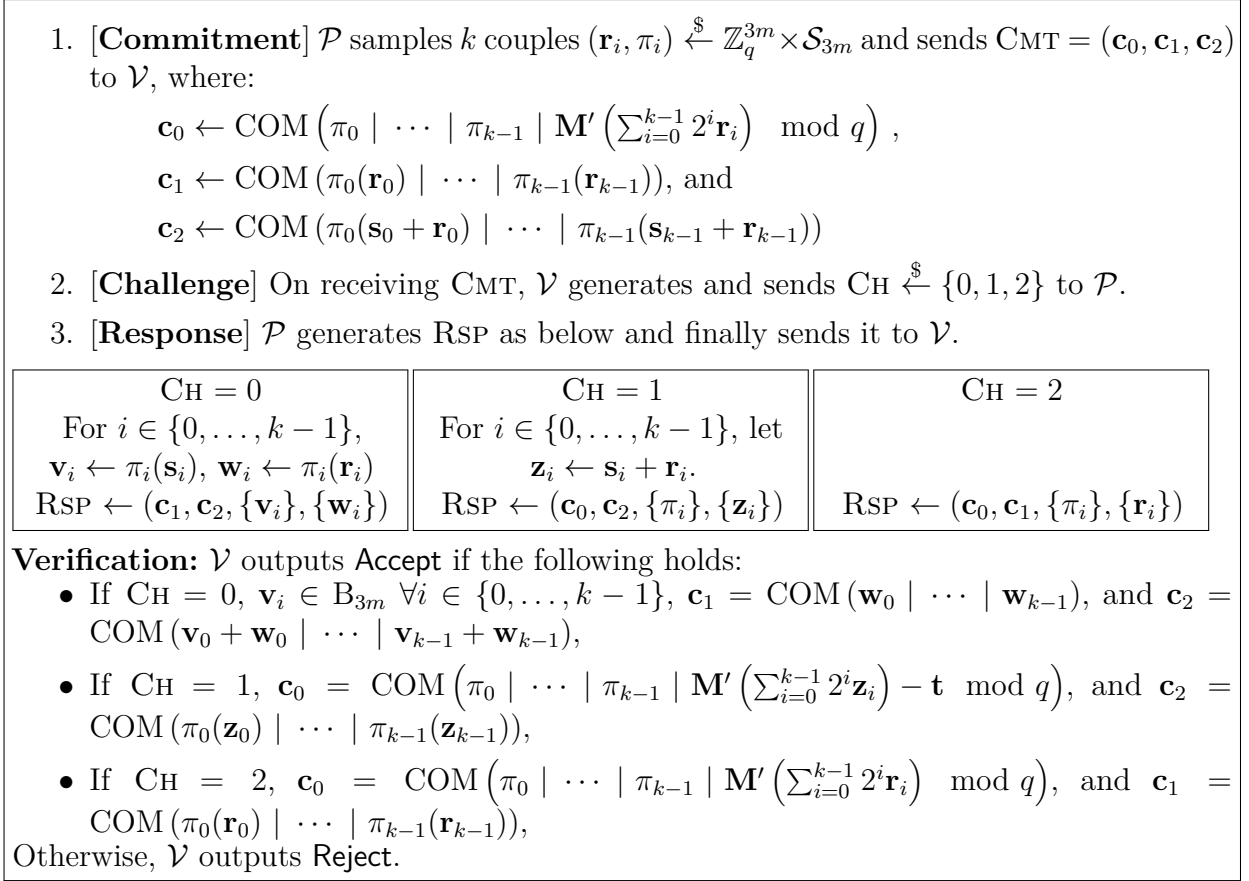 1. [Commitment] 𝒫 samples k couples (r_i, π_i) ←$ ℤ_q^{3m} × 𝒮_{3m} and sends CMT = (c_0, c_1, c_2)
to 𝒱, where:
c_0 ← COM (π_0 | ⋯ | π_{k−1} | M′ (∑_{i=0}^{k−1} 2^i r_i) mod q) ,
c_1 ← COM (π_0(r_0) | ⋯ | π_{k−1}(r_{k−1})), and
c_2 ← COM (π_0(s_0 + r_0) | ⋯ | π_{k−1}(s_{k−1} + r_{k−1}))
2. [Challenge] On receiving CMT, 𝒱 generates and sends CH ←$ {0, 1, 2} to 𝒫.
3. [Response] 𝒫 generates RSP as below and finally sends it to 𝒱.
CH = 0
For i ∈ {0, . . . , k − 1},
v_i ← π_i(s_i), w_i ← π_i(r_i)
RSP ← (c_1, c_2, {v_i}, {w_i})
CH = 1
For i ∈ {0, . . . , k − 1}, let
z_i ← s_i + r_i.
RSP ← (c_0, c_2, {π_i}, {z_i})
CH = 2
RSP ← (c_0, c_1, {π_i}, {r_i})
Verification: 𝒱 outputs Accept if the following holds:
• If CH = 0, v_i ∈ B_{3m} ∀i ∈ {0, . . . , k − 1}, c_1 = COM (w_0 | ⋯ | w_{k−1}), and c_2 =
COM (v_0 + w_0 | ⋯ | v_{k−1} + w_{k−1}),
• If CH = 1, c_0 = COM (π_0 | ⋯ | π_{k−1} | M′ (∑_{i=0}^{k−1} 2^i z_i) − t mod q), and c_2 =
COM (π_0(z_0) | ⋯ | π_{k−1}(z_{k−1})),
• If CH = 2, c_0 = COM (π_0 | ⋯ | π_{k−1} | M′ (∑_{i=0}^{k−1} 2^i r_i) mod q), and c_1 =
COM (π_0(r_0) | ⋯ | π_{k−1}(r_{k−1})),
Otherwise, 𝒱 outputs Reject.